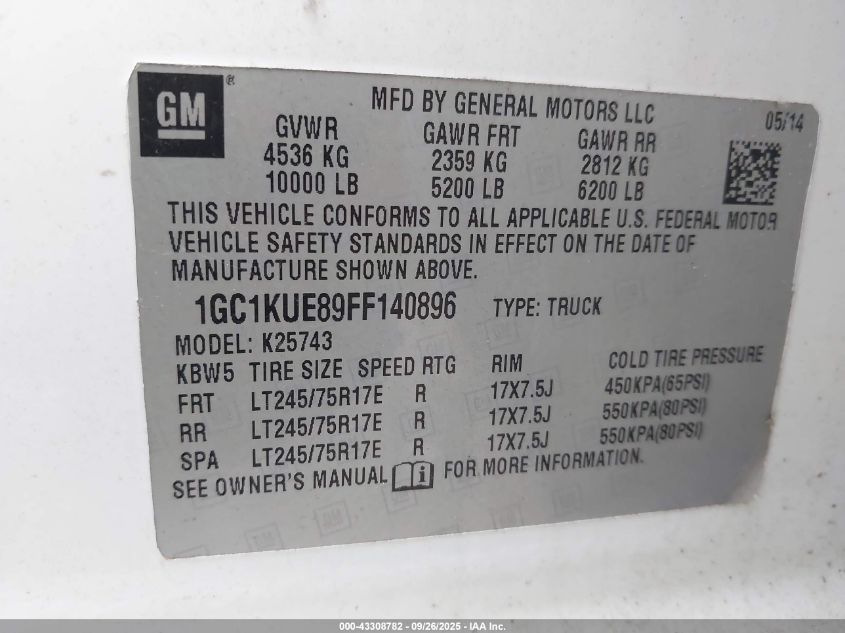 GM ®
MFD BY GENERAL MOTORS LLC
05/14
GVWR GAWR FRT GAWR RR
4536 KG 2359 KG 2812 KG
10000 LB 5200 LB 6200 LB
THIS VEHICLE CONFORMS TO ALL APPLICABLE U.S. FEDERAL MOTOR
VEHICLE SAFETY STANDARDS IN EFFECT ON THE DATE OF
MANUFACTURE SHOWN ABOVE.
1GC1KUE89FF140896 TYPE: TRUCK
MODEL: K25743
KBW5 TIRE SIZE SPEED RTG RIM COLD TIRE PRESSURE
FRT LT245/75R17E R 17X7.5J 450KPA(65PSI)
RR LT245/75R17E R 17X7.5J 550KPA(80PSI)
SPA LT245/75R17E R 17X7.5J 550KPA(80PSI)
SEE OWNER'S MANUAL FOR MORE INFORMATION.
000-43308782 - 09/26/2025 - IAA Inc.